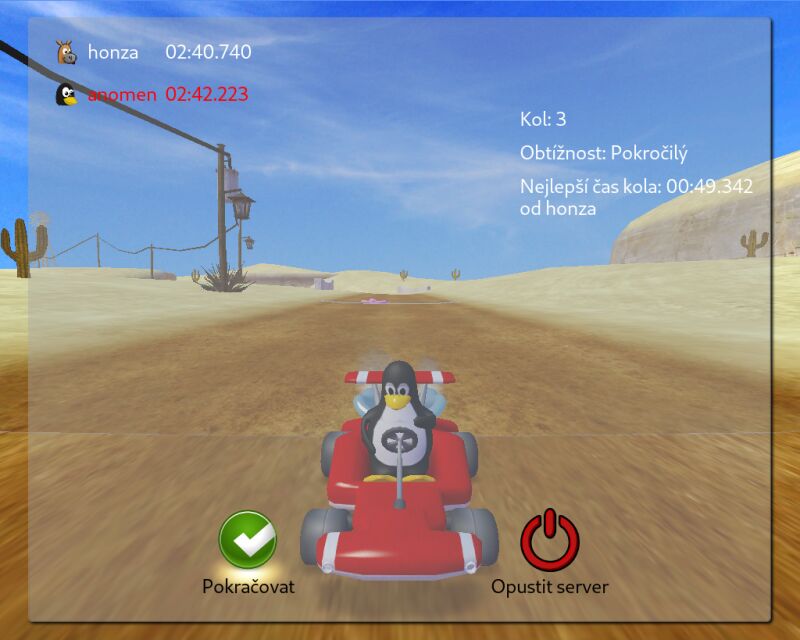 honza 02:40.740
anomen 02:42.223
Kol: 3
Obtížnost: Pokročilý
Nejlepší čas kola: 00:49.342
od honza
Pokračovat
Opustit server